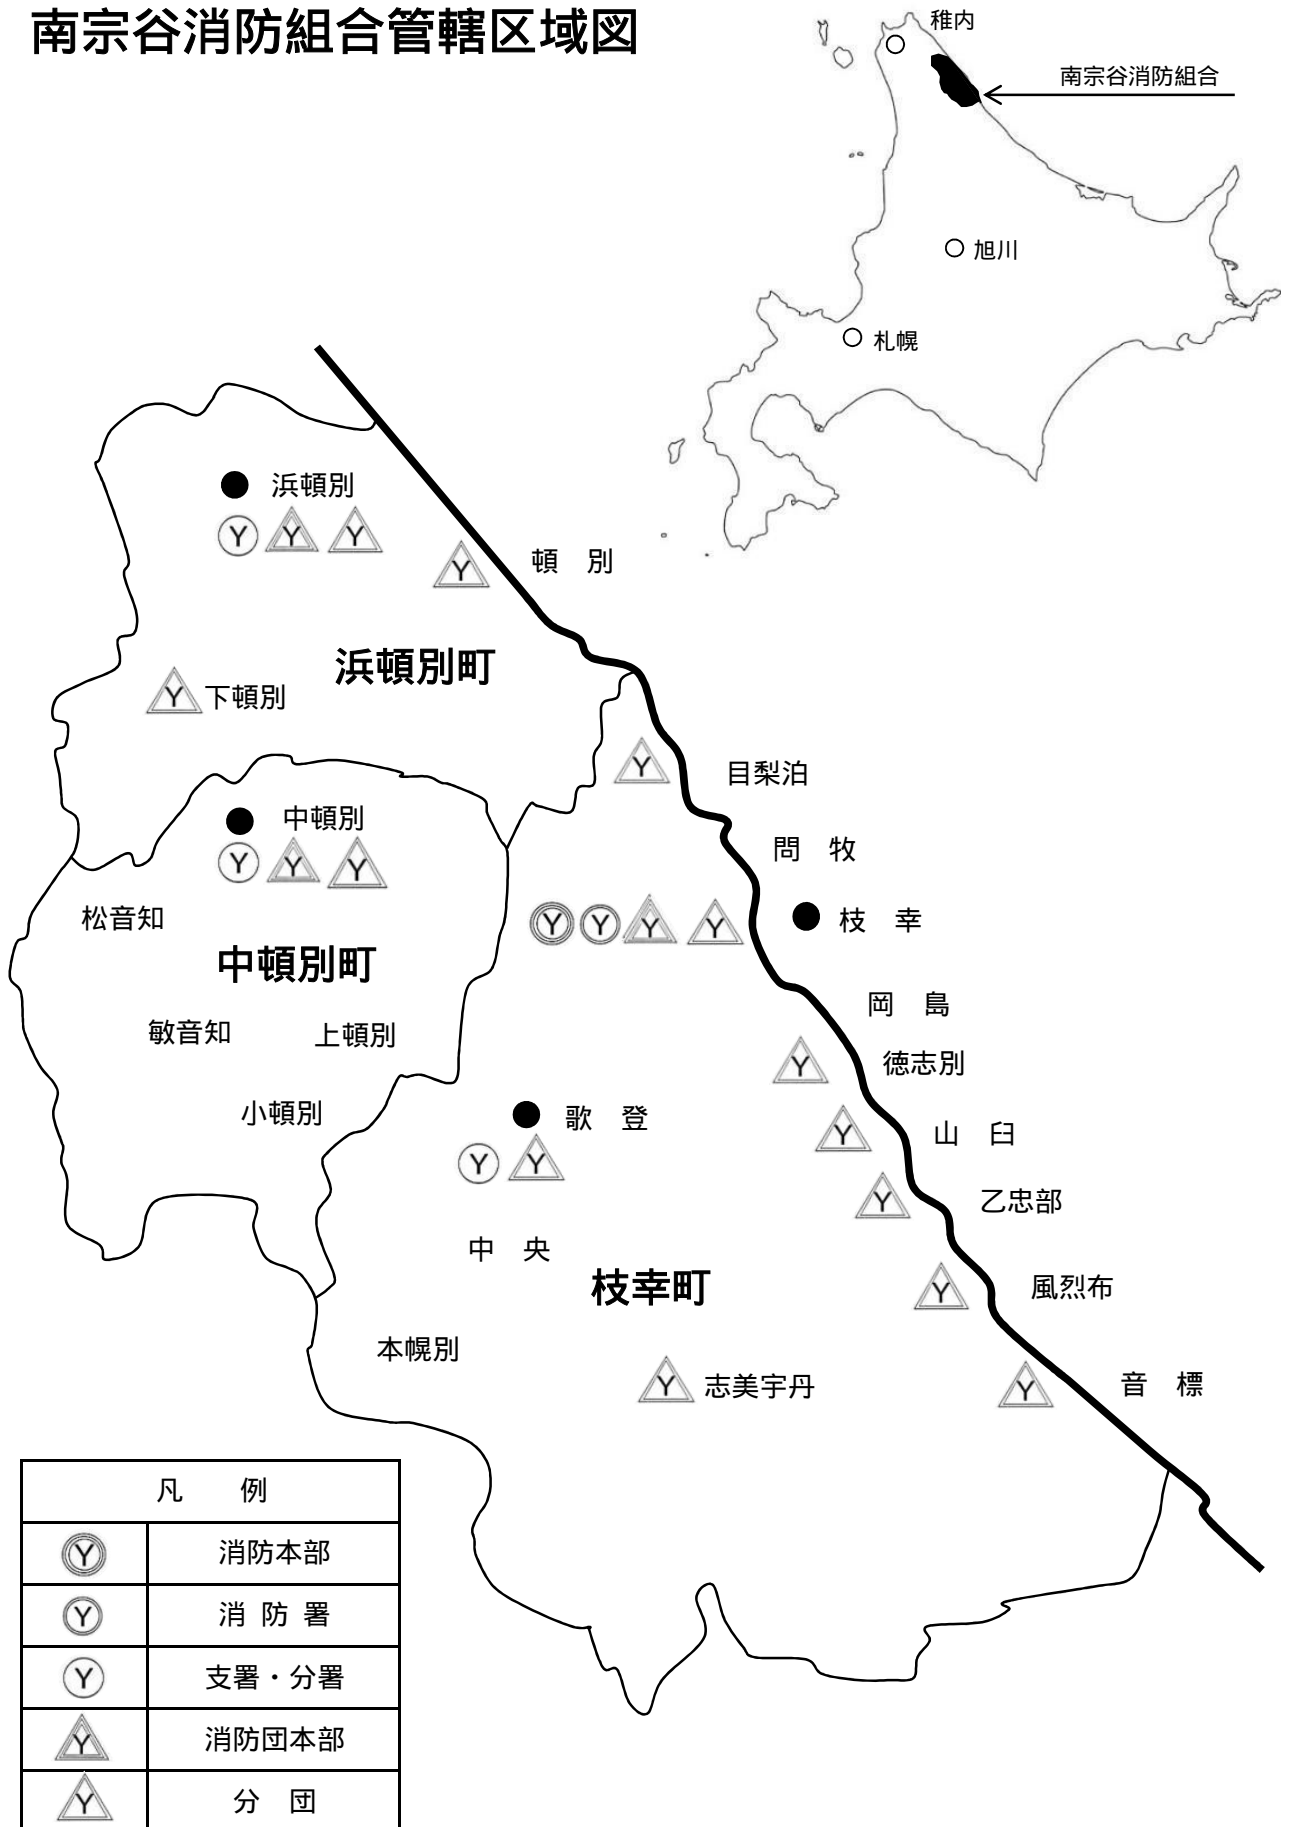 南宗谷消防組合管轄区域図
稚内
南宗谷消防組合
旭川
札幌
浜頓別
Y Y Y
Y
頓 別
浜頓別町
Y
下頓別
Y
目梨泊
中頓別
Y Y Y
問 牧
松音知
Y Y Y Y
枝 幸
中頓別町
岡 島
敏音知
上頓別
Y
徳志別
小頓別
歌 登
Y
山 臼
Y Y
Y
乙忠部
中 央
枝幸町
Y
風烈布
本幌別
Y
志美宇丹
Y
音 標
凡 例
Y 消防本部
Y 消 防 署
Y 支署・分署
Y 消防団本部
Y 分 団